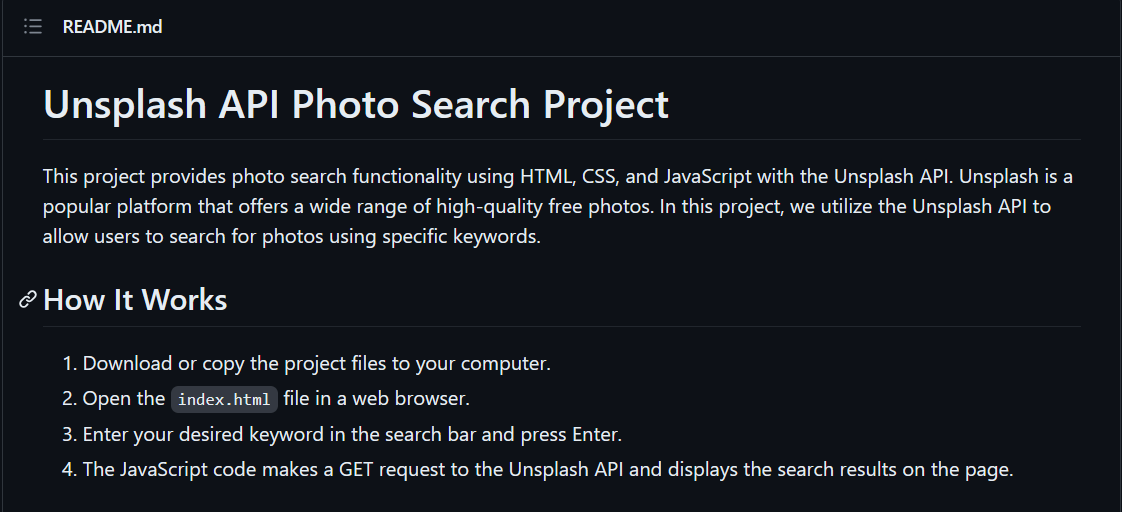 README.md
Unsplash API Photo Search Project
This project provides photo search functionality using HTML, CSS, and JavaScript with the Unsplash API. Unsplash is a
popular platform that offers a wide range of high-quality free photos. In this project, we utilize the Unsplash API to
allow users to search for photos using specific keywords.
How It Works
1. Download or copy the project files to your computer.
2. Open the index.html file in a web browser.
3. Enter your desired keyword in the search bar and press Enter.
4. The JavaScript code makes a GET request to the Unsplash API and displays the search results on the page.